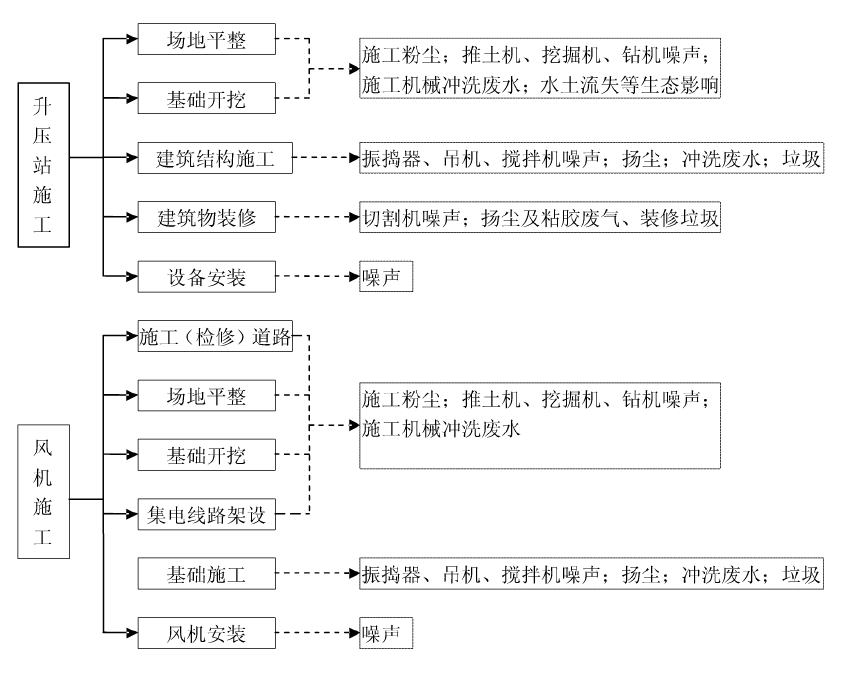 升压站施工
场地平整
基础开挖
施工粉尘；推土机、挖掘机、钻机噪声；
施工机械冲洗废水；水土流失等生态影响
建筑结构施工
振捣器、吊机、搅拌机噪声；扬尘；冲洗废水；垃圾
建筑物装修
切割机噪声；扬尘及粘胶废气、装修垃圾
设备安装
噪声
风机施工
施工（检修）道路
场地平整
基础开挖
集电线路架设
施工粉尘；推土机、挖掘机、钻机噪声；
施工机械冲洗废水
基础施工
振捣器、吊机、搅拌机噪声；扬尘；冲洗废水；垃圾
风机安装
噪声